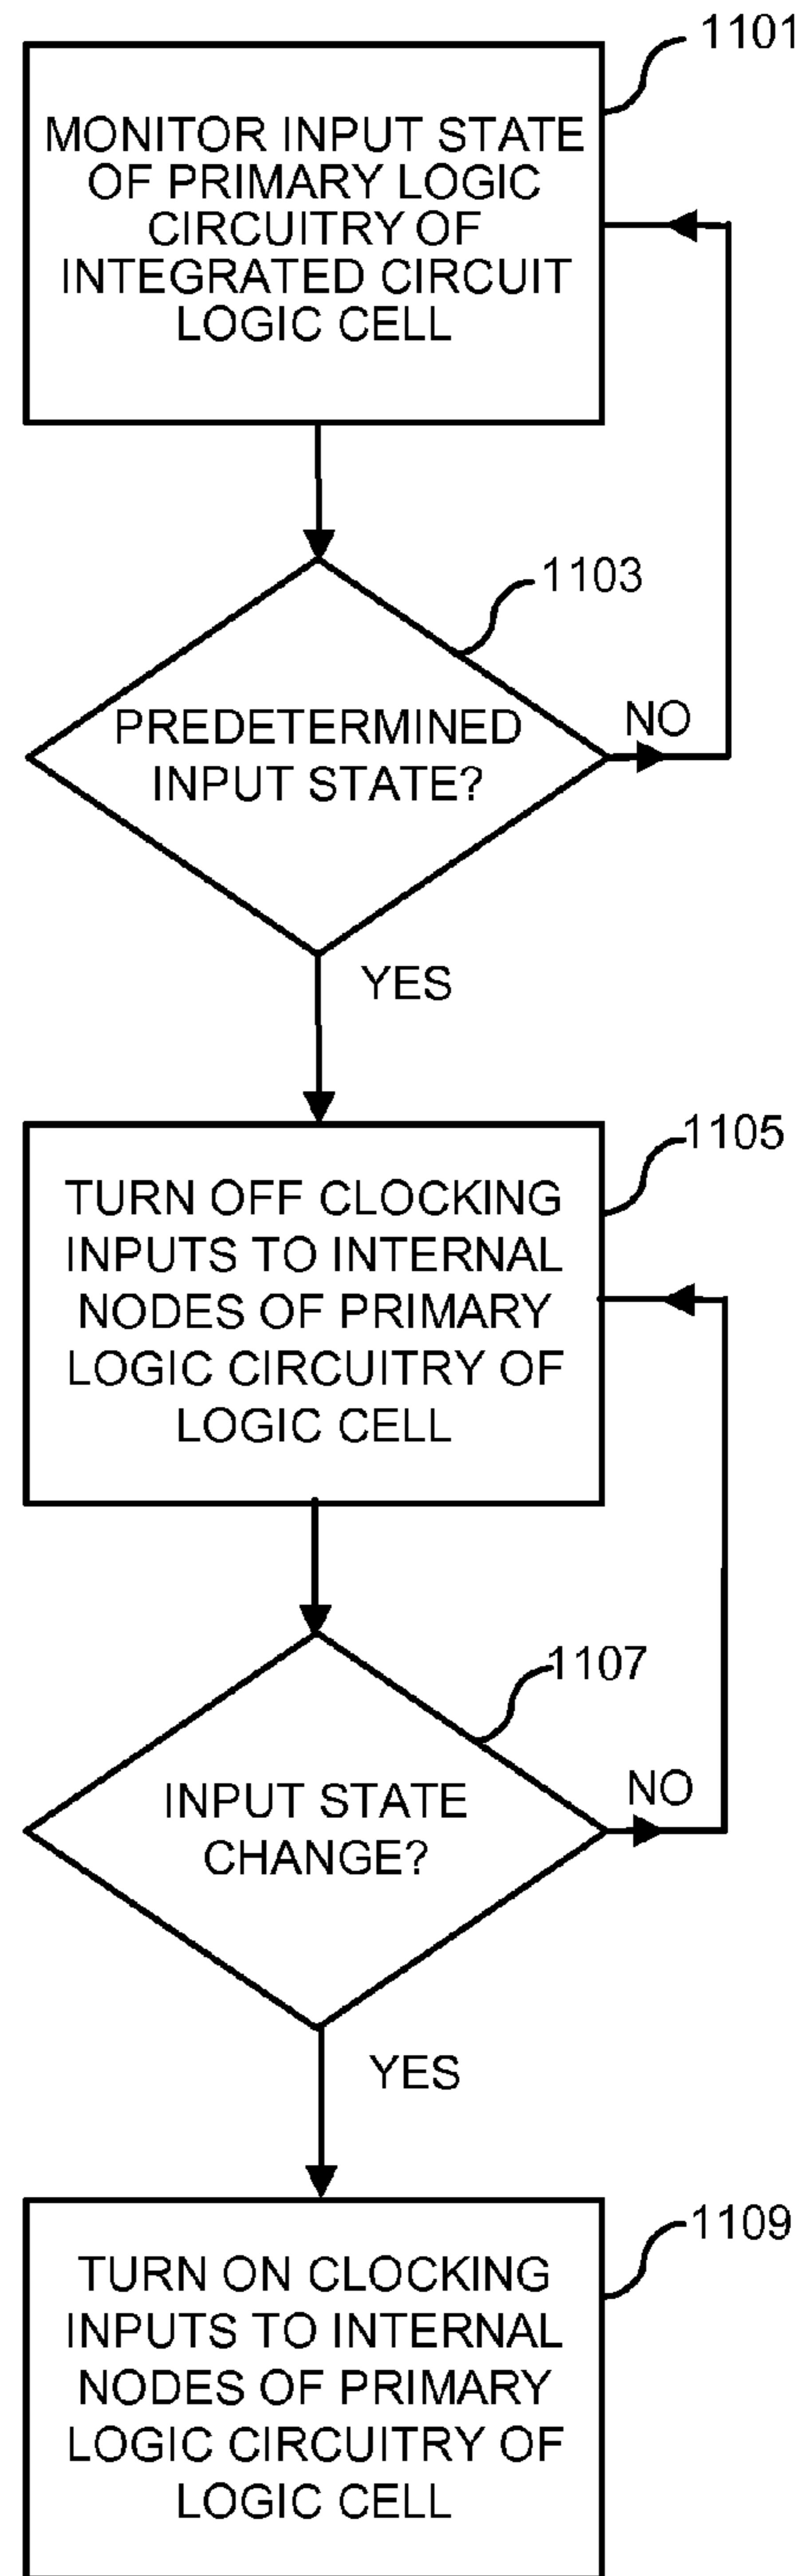 1101
MONITOR INPUT STATE
OF PRIMARY LOGIC
CIRCUITRY OF
INTEGRATED CIRCUIT
LOGIC CELL
1103
PREDETERMINED
INPUT STATE?
NO
YES
1105
TURN OFF CLOCKING
INPUTS TO INTERNAL
NODES OF PRIMARY
LOGIC CIRCUITRY OF
LOGIC CELL
1107
INPUT STATE
CHANGE?
NO
YES
1109
TURN ON CLOCKING
INPUTS TO INTERNAL
NODES OF PRIMARY
LOGIC CIRCUITRY OF
LOGIC CELL